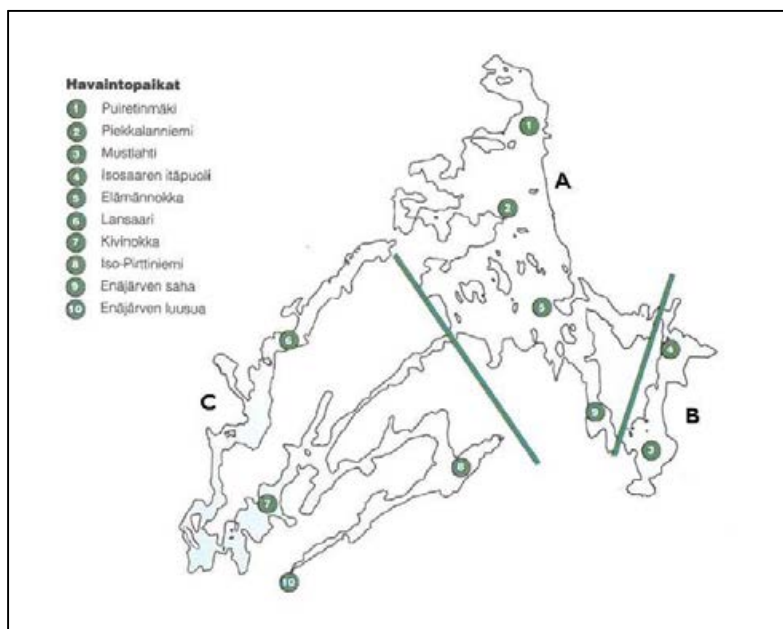 Havaintopaikat
1 Puiretinmäki
2 Piekkalanniemi
3 Mustlahti
4 Isosaaren itäpuoli
5 Elämännokka
6 Lansaari
7 Kivinokka
8 Iso-Pirttiniemi
9 Enäjärven saha
10 Enäjärven luusua
1
A
2
5
6
4
C
9
B
3
8
7
10